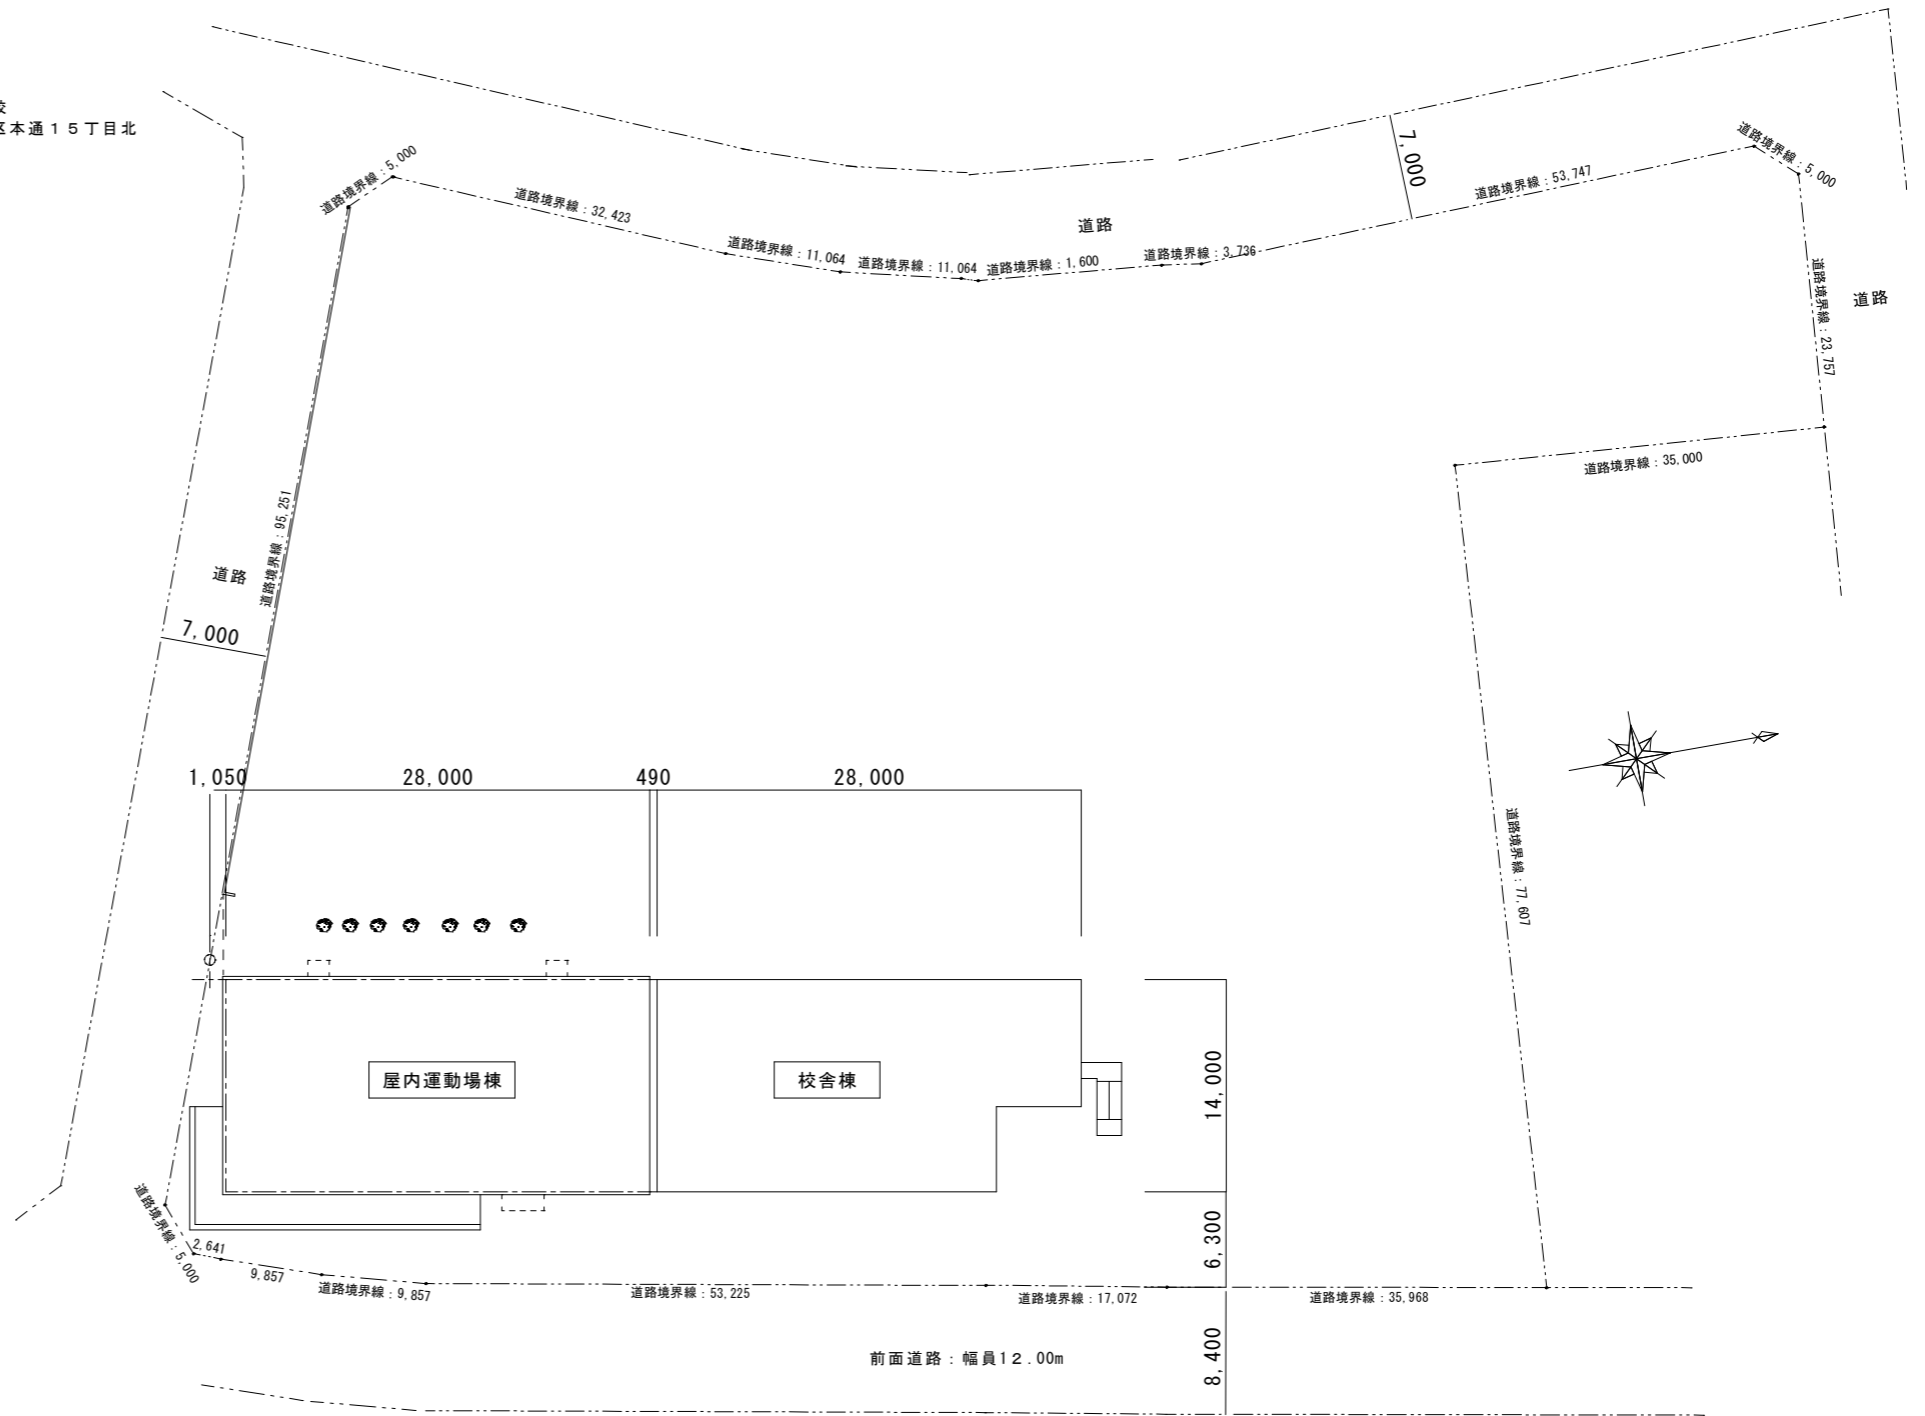 校
区本通１５丁目北
道路境界線：5,000
道路境界線：32,423
道路境界線：11,064
道路境界線：11,064
道路境界線：1,600
道路境界線：3,736
道路
7,000
道路境界線：53,747
道路境界線：5,000
道路境界線：23,757
道路
道路境界線：35,000
道路境界線：95,251
道路
7,000
1,050
28,000
490
28,000
道路境界線：77,607
屋内運動場棟
校舎棟
14,000
6,300
道路境界線：5,000
2,641
9,857
道路境界線：9,857
道路境界線：53,225
道路境界線：17,072
道路境界線：35,968
前面道路：幅員12.00m
8,400